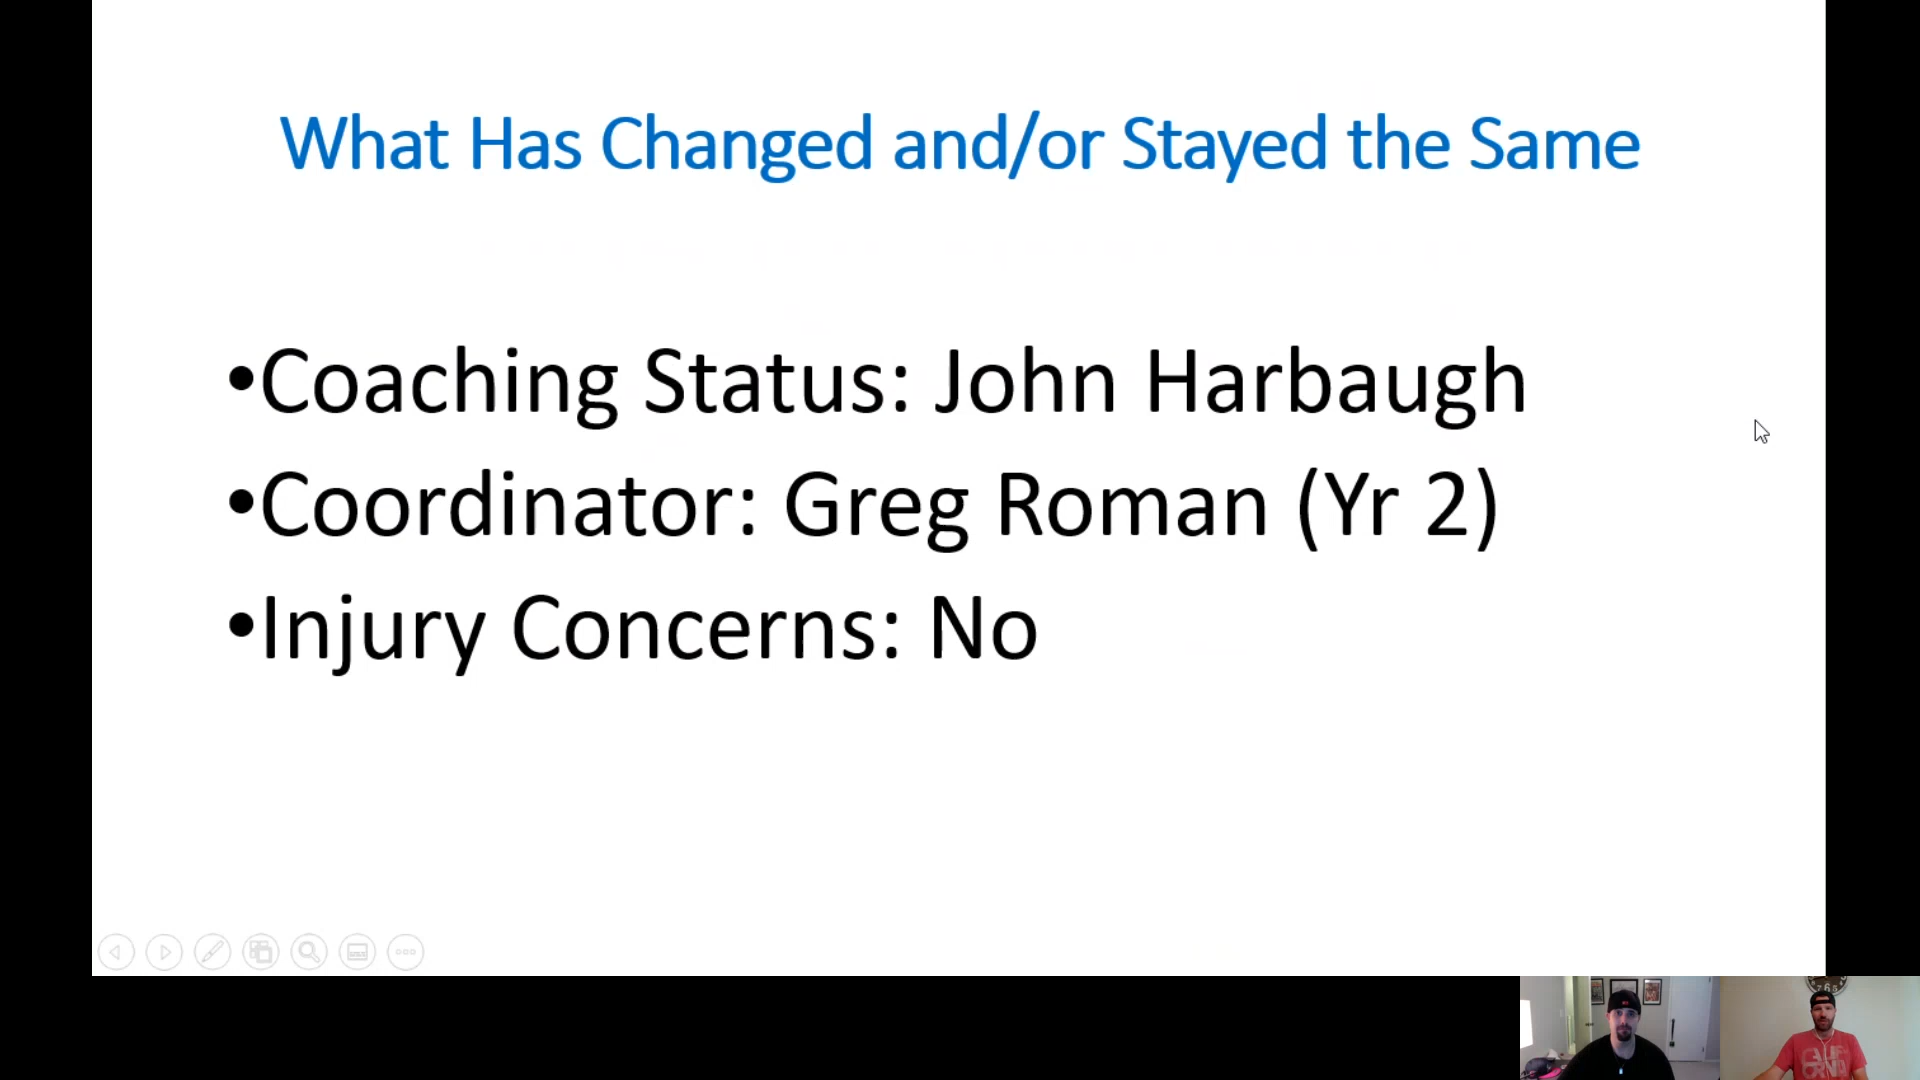 What Has Changed and/or Stayed the Same
•Coaching Status: John Harbaugh
•Coordinator: Greg Roman (Yr 2)
•Injury Concerns: No